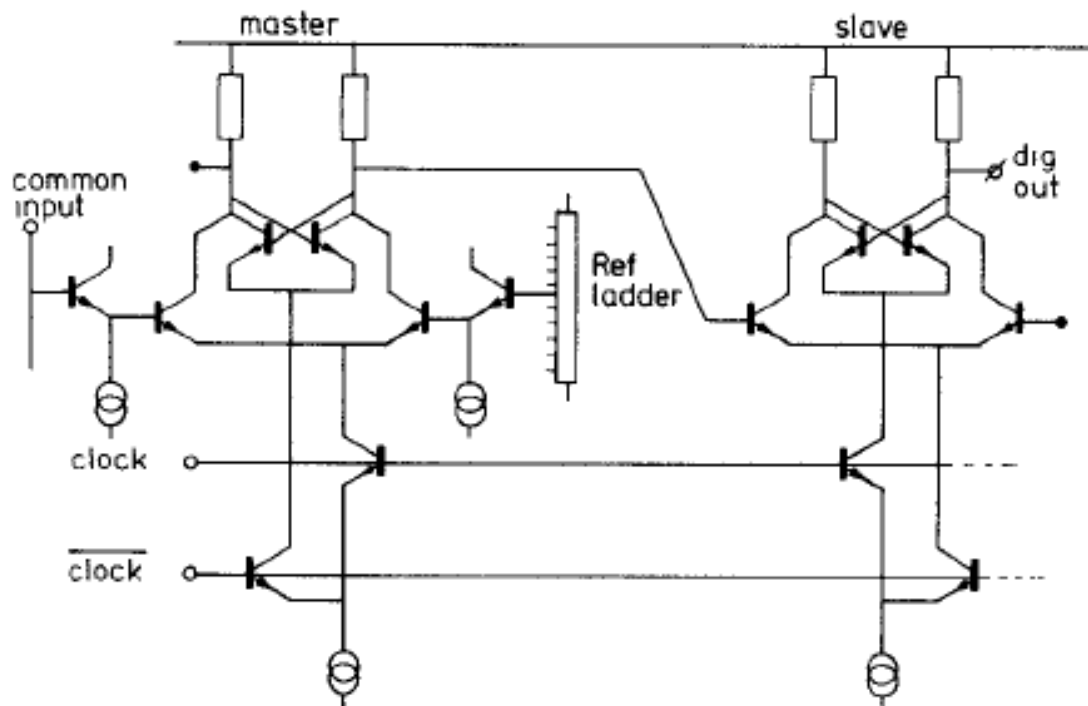 master
slave
common
input
dig
out
Ref
ladder
clock
clock